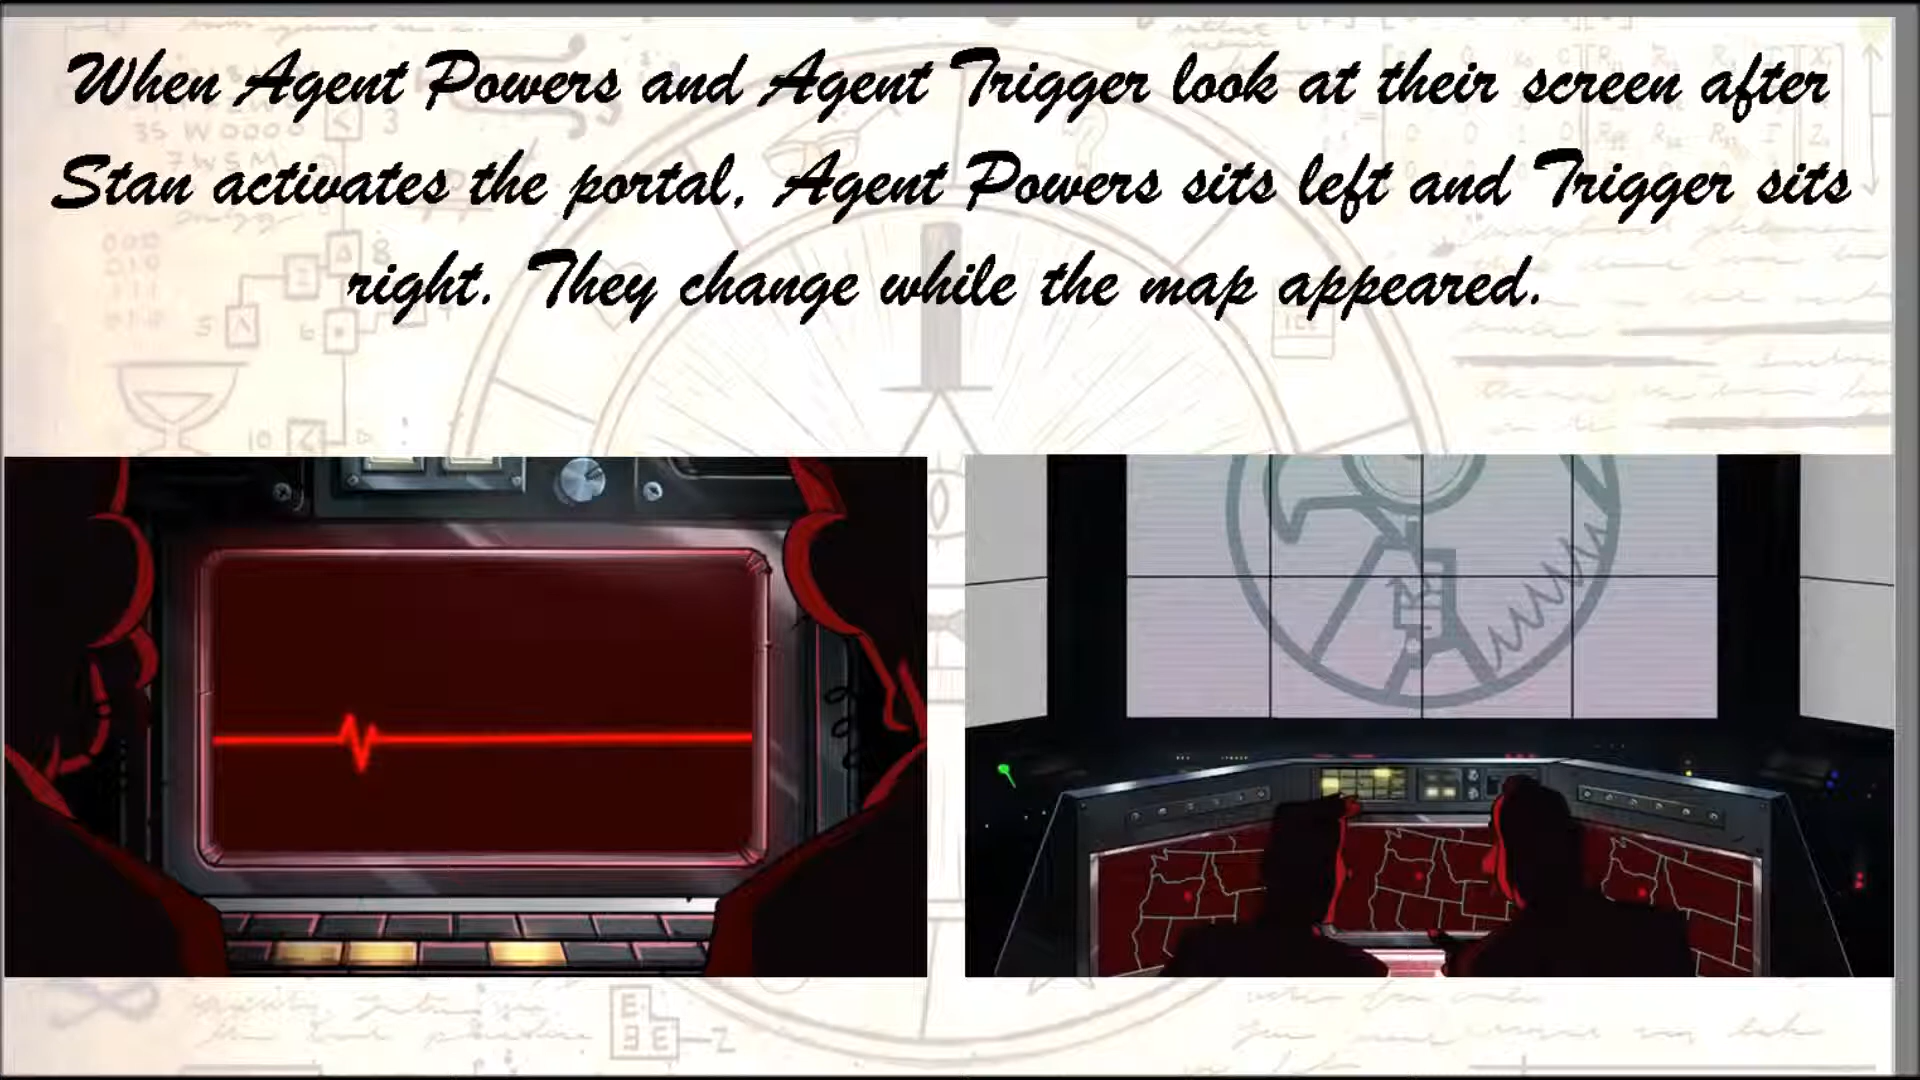 When Agent Powers and Agent Trigger look at their screen after
Stan activates the portal, Agent Powers sits left and Trigger sits
right. They change while the map appeared.